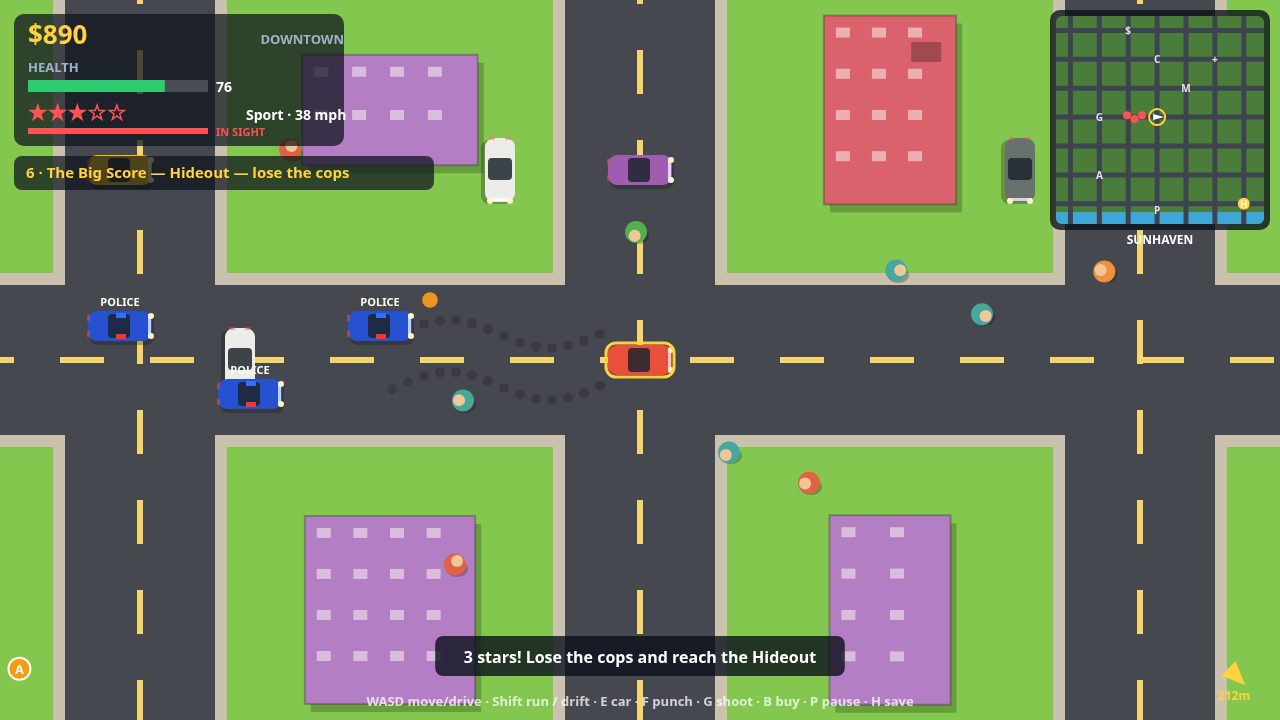 $890
DOWNTOWN
HEALTH
76
★★★☆☆
Sport · 38 mph
IN SIGHT
6 · The Big Score — Hideout — lose the cops
S
C
+
M
G
A
H
P
SUNHAVEN
POLICE
POLICE
POLICE
3 stars! Lose the cops and reach the Hideout
A
212m
WASD move/drive · Shift run / drift · E car · F punch · G shoot · B buy · P pause · H save